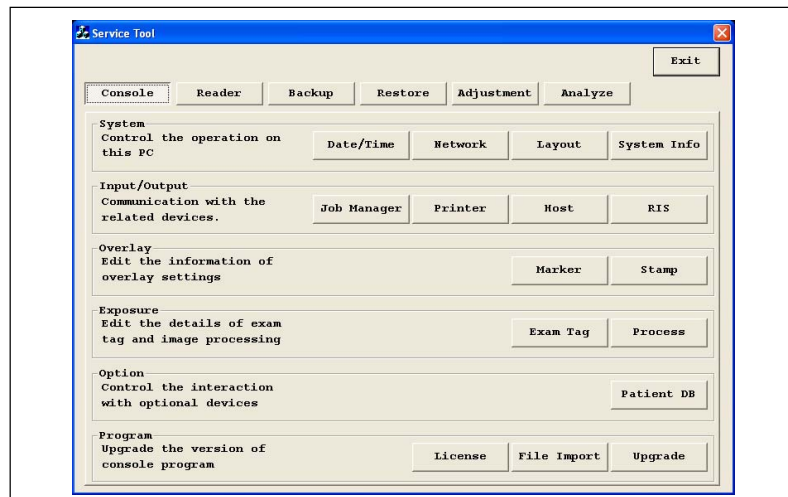 Service Tool
Exit
Console Reader Backup Restore Adjustment Analyze
System
Control the operation on
this PC
Date/Time Network Layout System Info
Input/Output
Communication with the
related devices.
Job Manager Printer Host RIS
Overlay
Edit the information of
overlay settings
Marker Stamp
Exposure
Edit the details of exam
tag and image processing
Exam Tag Process
Option
Control the interaction
with optional devices
Patient DB
Program
Upgrade the version of
console program
License File Import Upgrade